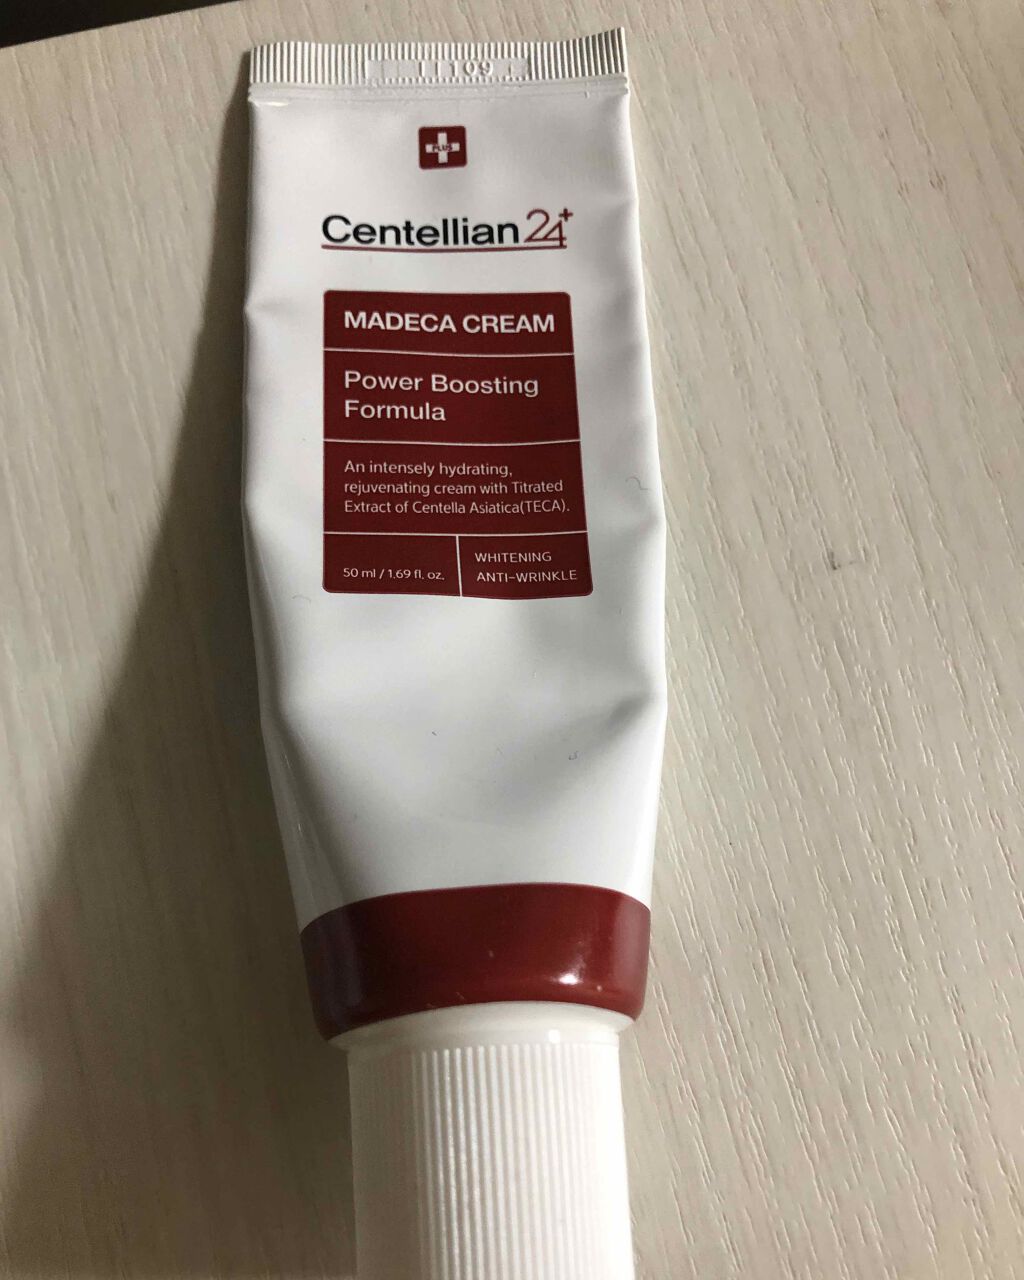 11109
PLUS
Centellian24+
MADECA CREAM
Power Boosting
Formula
An intensely hydrating,
rejuvenating cream with Titrated
Extract of Centella Asiatica(TECA).
50 ml / 1.69 fl. oz.
WHITENING
ANTI-WRINKLE